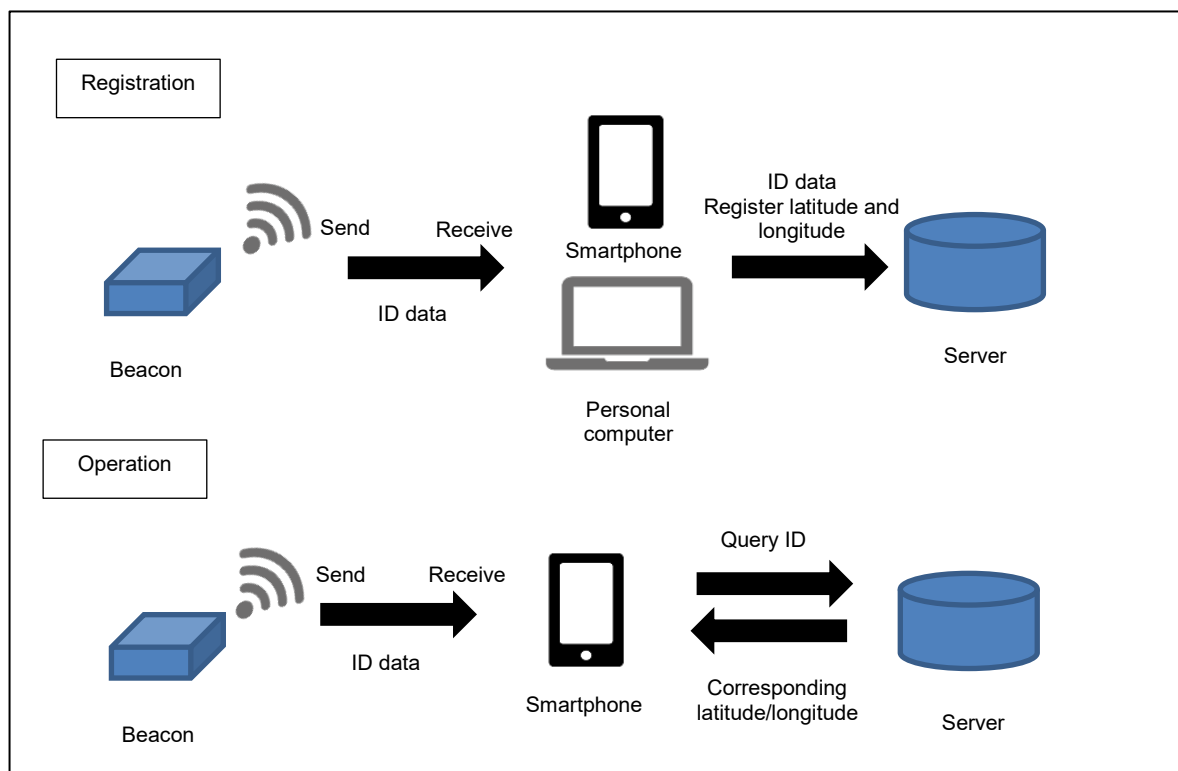 Registration
Send
Receive
ID data
Beacon
Smartphone
Personal
computer
ID data
Register latitude and
longitude
Server
Operation
Send
Receive
ID data
Beacon
Smartphone
Query ID
Corresponding
latitude/longitude
Server